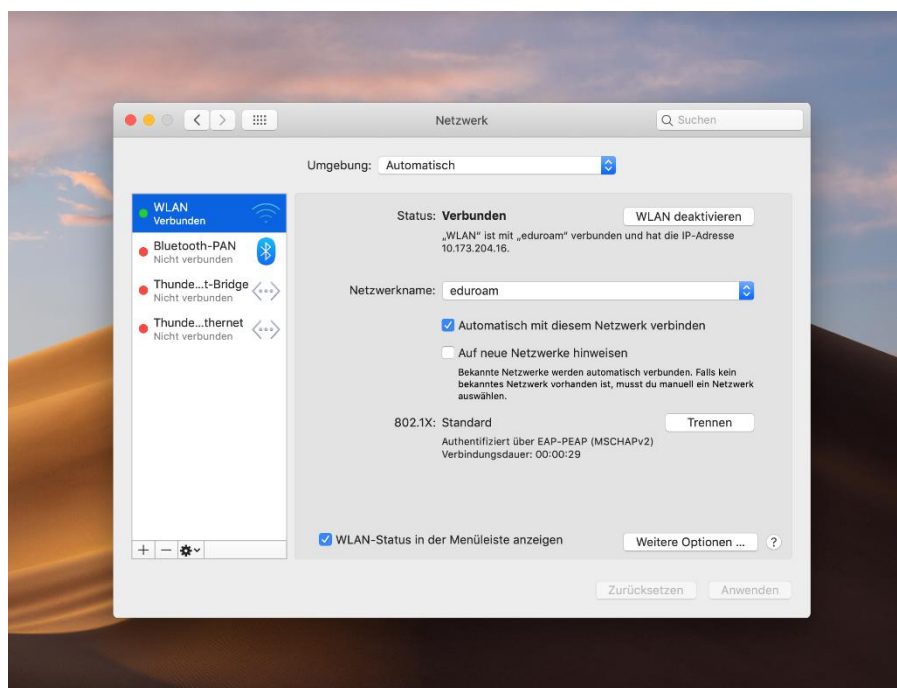 Netzwerk
Suchen
Umgebung: Automatisch
WLAN
Verbunden
Bluetooth-PAN
Nicht verbunden
Thunde...t-Bridge
Nicht verbunden
Thunde...thernet
Nicht verbunden
Status: Verbunden
WLAN deaktivieren
„WLAN“ ist mit „eduroam“ verbunden und hat die IP-Adresse
10.173.204.16.
Netzwerkname: eduroam
Automatisch mit diesem Netzwerk verbinden
Auf neue Netzwerke hinweisen
Bekannte Netzwerke werden automatisch verbunden. Falls kein
bekanntes Netzwerk vorhanden ist, musst du manuell ein Netzwerk
auswählen.
802.1X: Standard
Trennen
Authentifiziert über EAP-PEAP (MSCHAPv2)
Verbindungsdauer: 00:00:29
WLAN-Status in der Menüleiste anzeigen
Weitere Optionen ...
?
Zurücksetzen
Anwenden